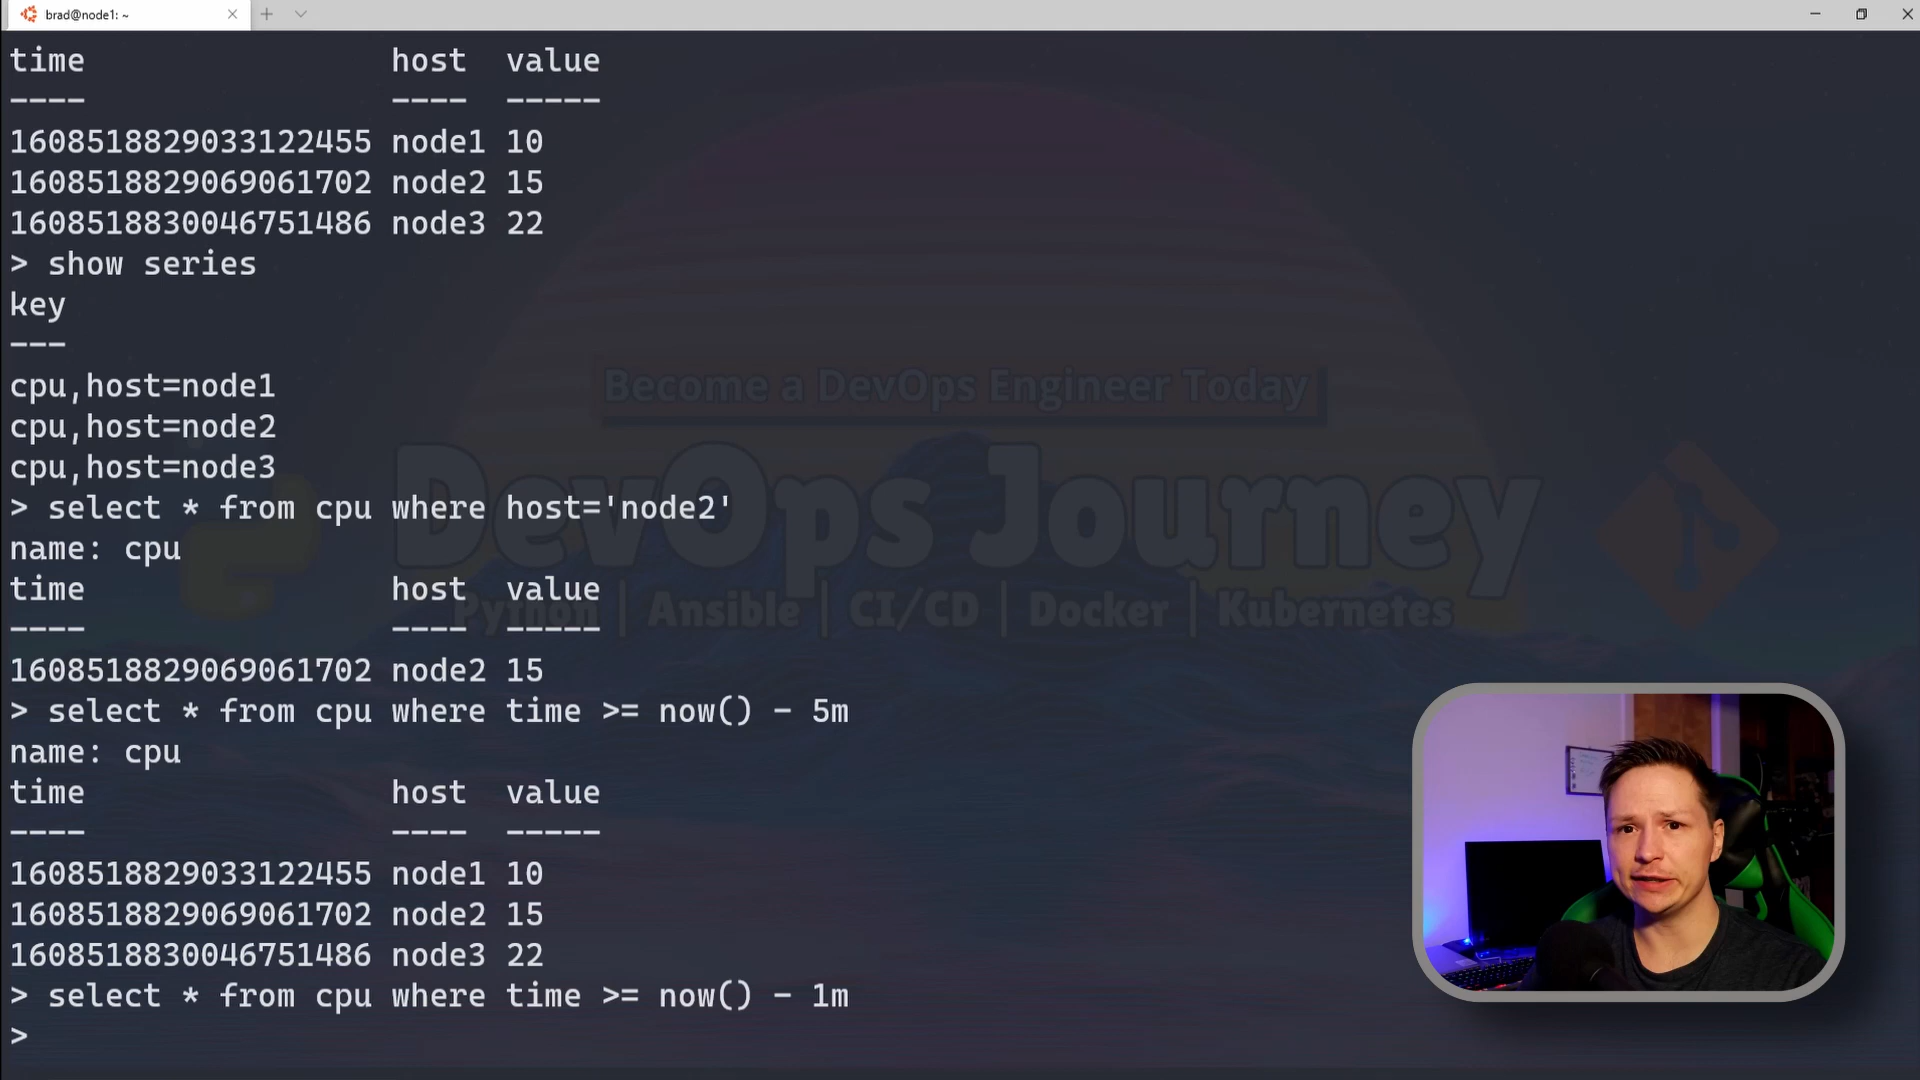 brad@node1: ~
time host value
---- ---- -----
1608518829033122455 node1 10
1608518829069061702 node2 15
1608518830046751486 node3 22
> show series
key
---
cpu,host=node1
cpu,host=node2
cpu,host=node3
> select * from cpu where host='node2'
name: cpu
time host value
---- ---- -----
1608518829069061702 node2 15
> select * from cpu where time >= now() - 5m
name: cpu
time host value
---- ---- -----
1608518829033122455 node1 10
1608518829069061702 node2 15
1608518830046751486 node3 22
> select * from cpu where time >= now() - 1m
>
Become a DevOps Engineer Today
DevOps Journey
Python | Ansible | CI/CD | Docker | Kubernetes